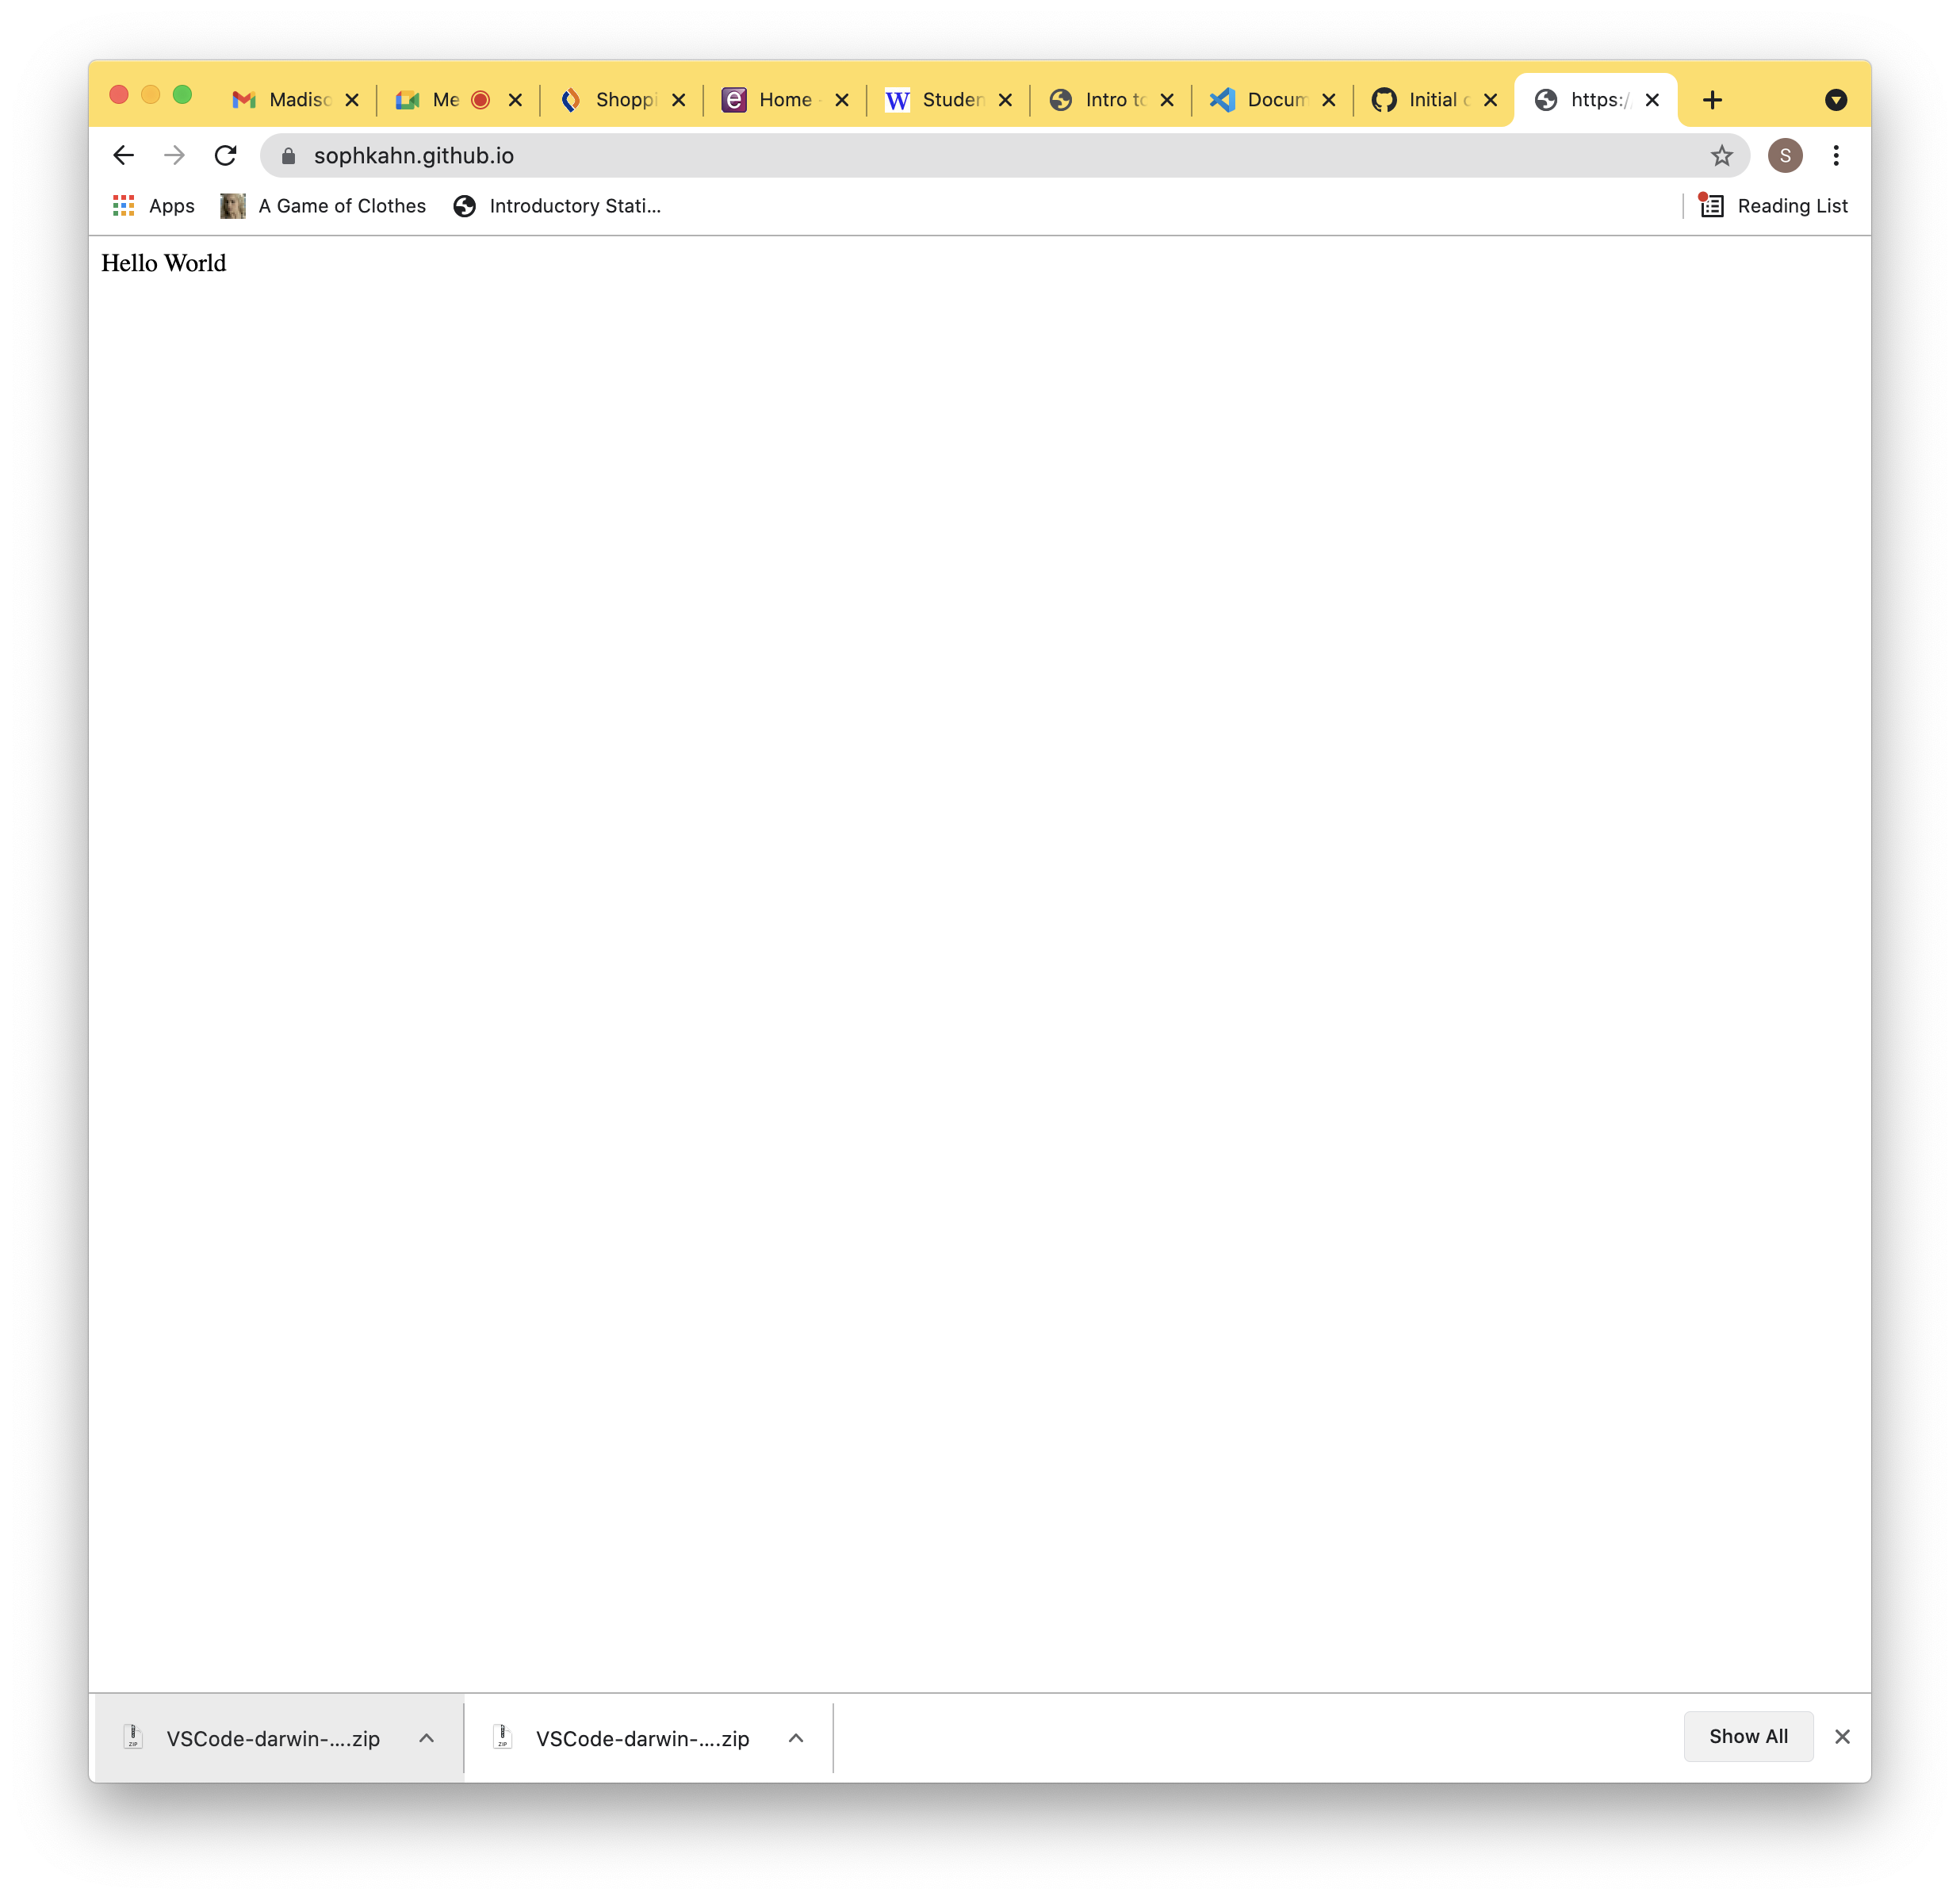 Madisc Me Shoppi Home Studen Intro to Docum Initial c https:/
sophkahn.github.io S
Apps A Game of Clothes Introductory Stati... Reading List
Hello World
VSCode-darwin-....zip VSCode-darwin-....zip Show All